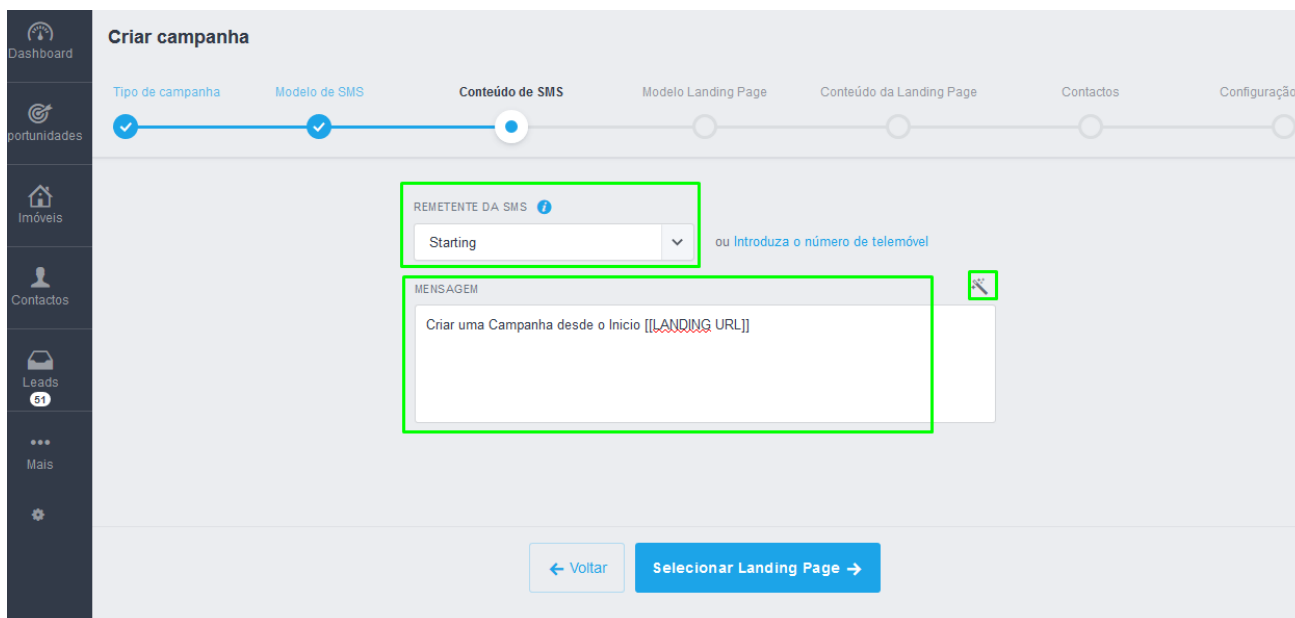 Dashboard
portunidades
Imóveis
Contactos
Leads
51
Mais
Criar campanha
Tipo de campanha
Modelo de SMS
Conteúdo de SMS
Modelo Landing Page
Conteúdo da Landing Page
Contactos
Configuração
REMETENTE DA SMS
Starting
ou Introduza o número de telemóvel
MENSAGEM
Criar uma Campanha desde o Inicio [[LANDING URL]]
Voltar
Selecionar Landing Page